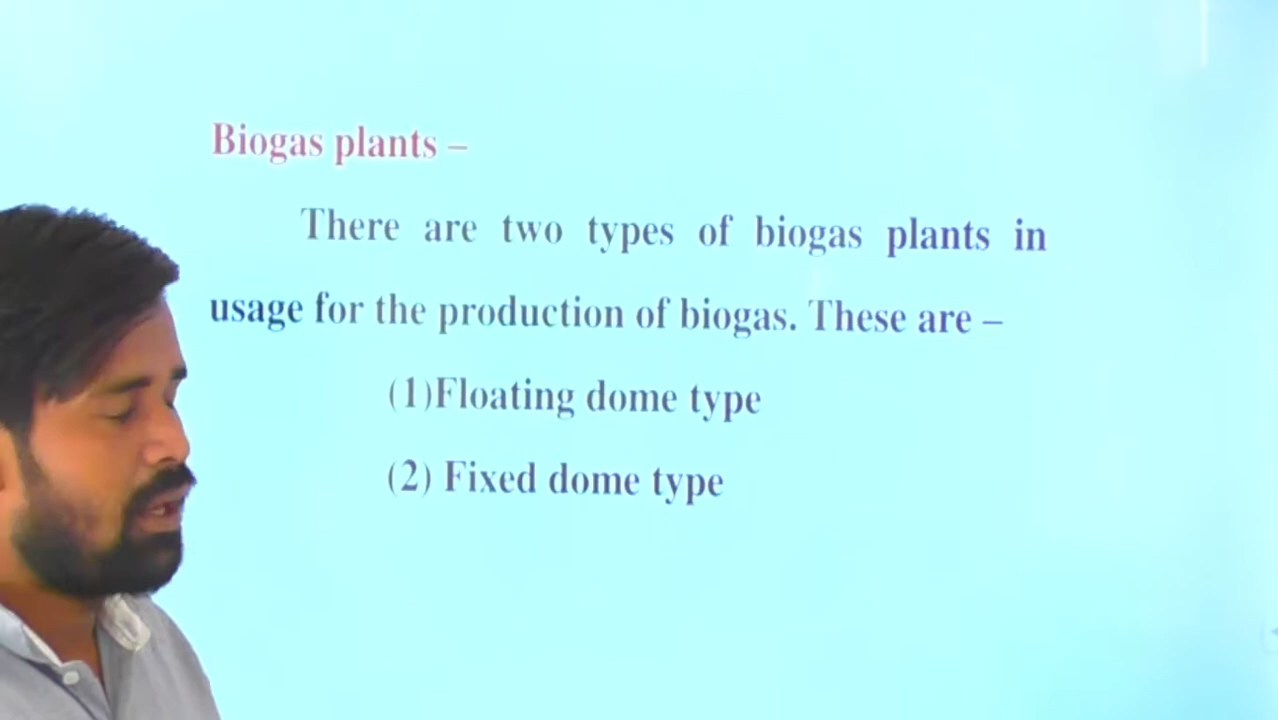 Biogas plants –
There are two types of biogas plants in
usage for the production of biogas. These are –
(1)Floating dome type
(2) Fixed dome type